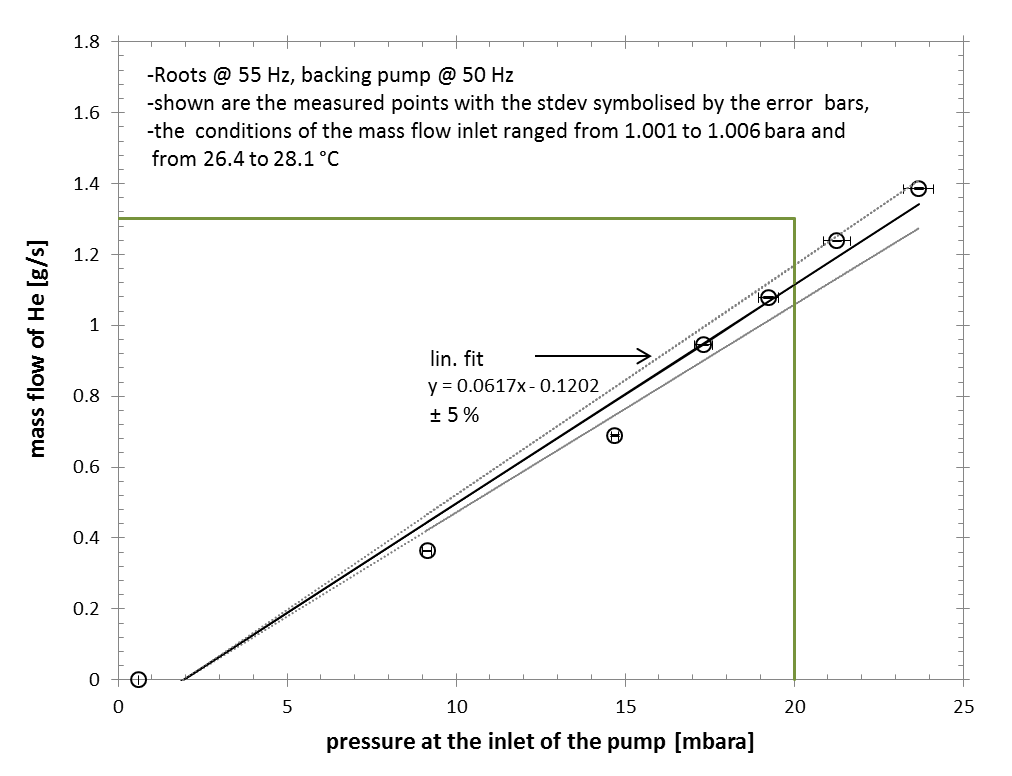 1.8
1.6
1.4
1.2
1
0.8
0.6
0.4
0.2
0
-Roots @ 55 Hz, backing pump @ 50 Hz
-shown are the measured points with the stdev symbolised by the error bars,
-the conditions of the mass flow inlet ranged from 1.001 to 1.006 bara and
from 26.4 to 28.1 °C
mass flow of He [g/s]
lin. fit
y = 0.0617x - 0.1202
± 5 %
0 5 10 15 20 25
pressure at the inlet of the pump [mbara]